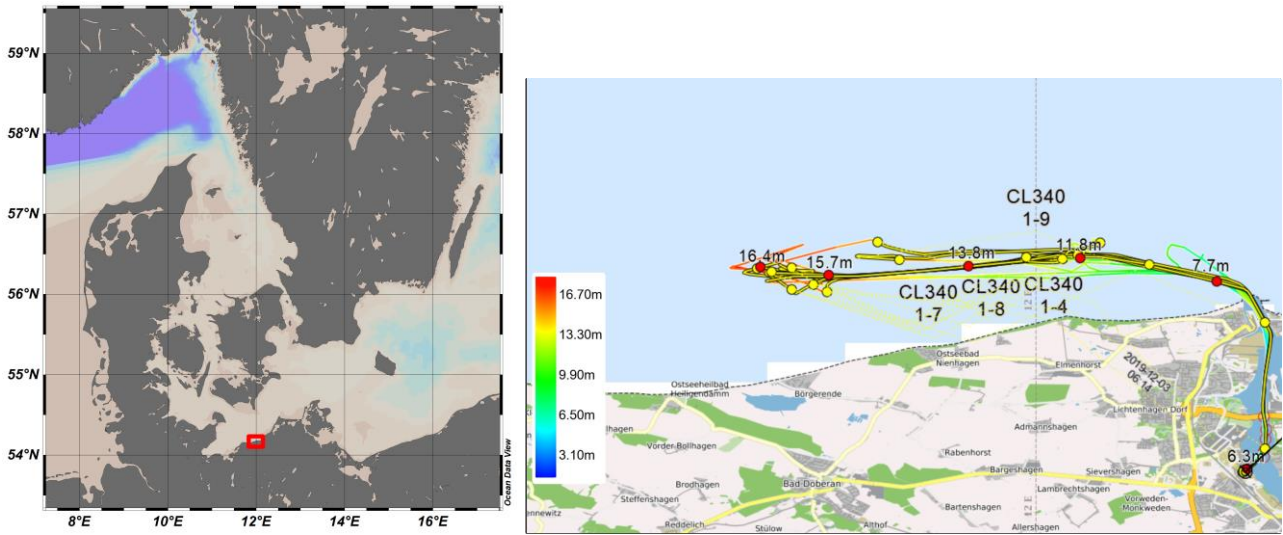 59°N
58°N
57°N
56°N
55°N
54°N
8°E
10°E
12°E
14°E
16°E
Ocean Data View
CL340
1-9
16.4m
15.7m
13.8m
11.8m
7.7m
CL340
1-7
CL340
1-8
CL340
1-4
12°E
16.70m
13.30m
9.90m
6.50m
3.10m
2019-12-03
06:14
Ostseebad
Nienhagen
Elmenhorst
Ostseeheilbad
Heiligendamm
Börgerende
Lichtenhagen Dorf
Admannshagen
Vorder Bollhagen
Rabenhorst
6.3m
Brodhagen
Bad Doberan
Bargeshagen
Sievershagen
Steffenshagen
Bartenshagen
Lambrechtshagen
Vorweden-
Monkweden
Reddelich
Stülow
Althof
Allershagen
12°E